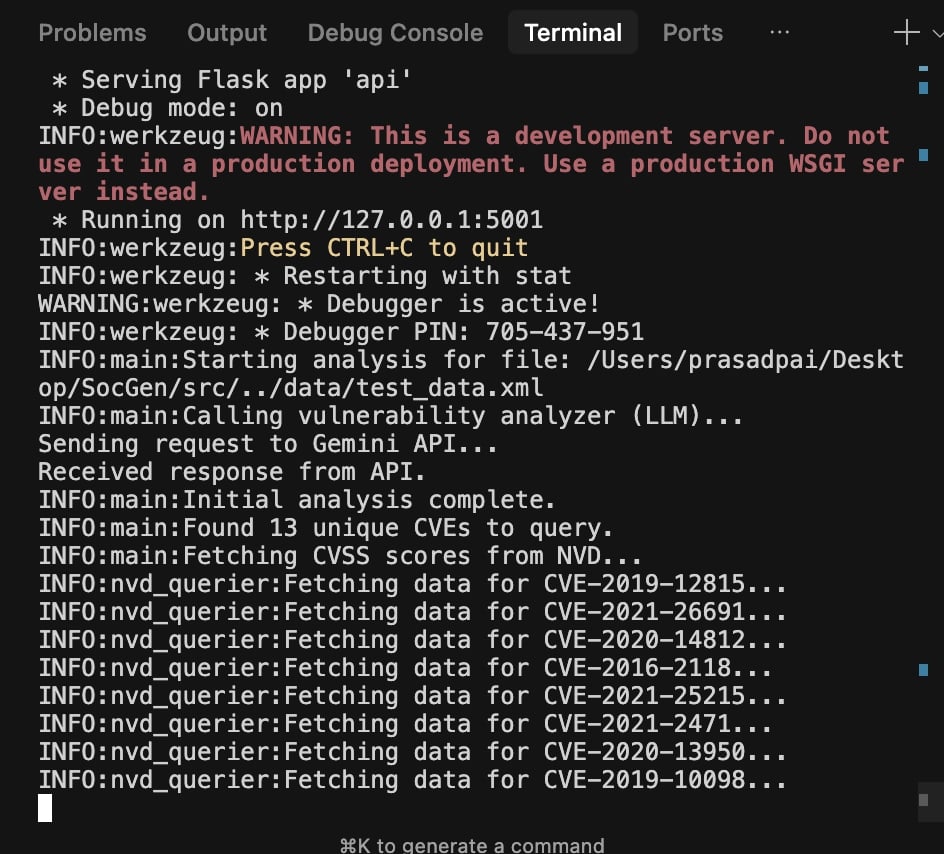 Problems Output Debug Console Terminal Ports ...
* Serving Flask app 'api'
* Debug mode: on
INFO:werkzeug:WARNING: This is a development server. Do not
use it in a production deployment. Use a production WSGI ser
ver instead.
* Running on http://127.0.0.1:5001
INFO:werkzeug:Press CTRL+C to quit
INFO:werkzeug: * Restarting with stat
WARNING:werkzeug: * Debugger is active!
INFO:werkzeug: * Debugger PIN: 705-437-951
INFO:main:Starting analysis for file: /Users/prasadpai/Deskt
op/SocGen/src/../data/test_data.xml
INFO:main:Calling vulnerability analyzer (LLM)...
Sending request to Gemini API...
Received response from API.
INFO:main:Initial analysis complete.
INFO:main:Found 13 unique CVEs to query.
INFO:main:Fetching CVSS scores from NVD...
INFO:nvd_querier:Fetching data for CVE-2019-12815...
INFO:nvd_querier:Fetching data for CVE-2021-26691...
INFO:nvd_querier:Fetching data for CVE-2020-14812...
INFO:nvd_querier:Fetching data for CVE-2016-2118...
INFO:nvd_querier:Fetching data for CVE-2021-25215...
INFO:nvd_querier:Fetching data for CVE-2021-2471...
INFO:nvd_querier:Fetching data for CVE-2020-13950...
INFO:nvd_querier:Fetching data for CVE-2019-10098...
⌘K to generate a command